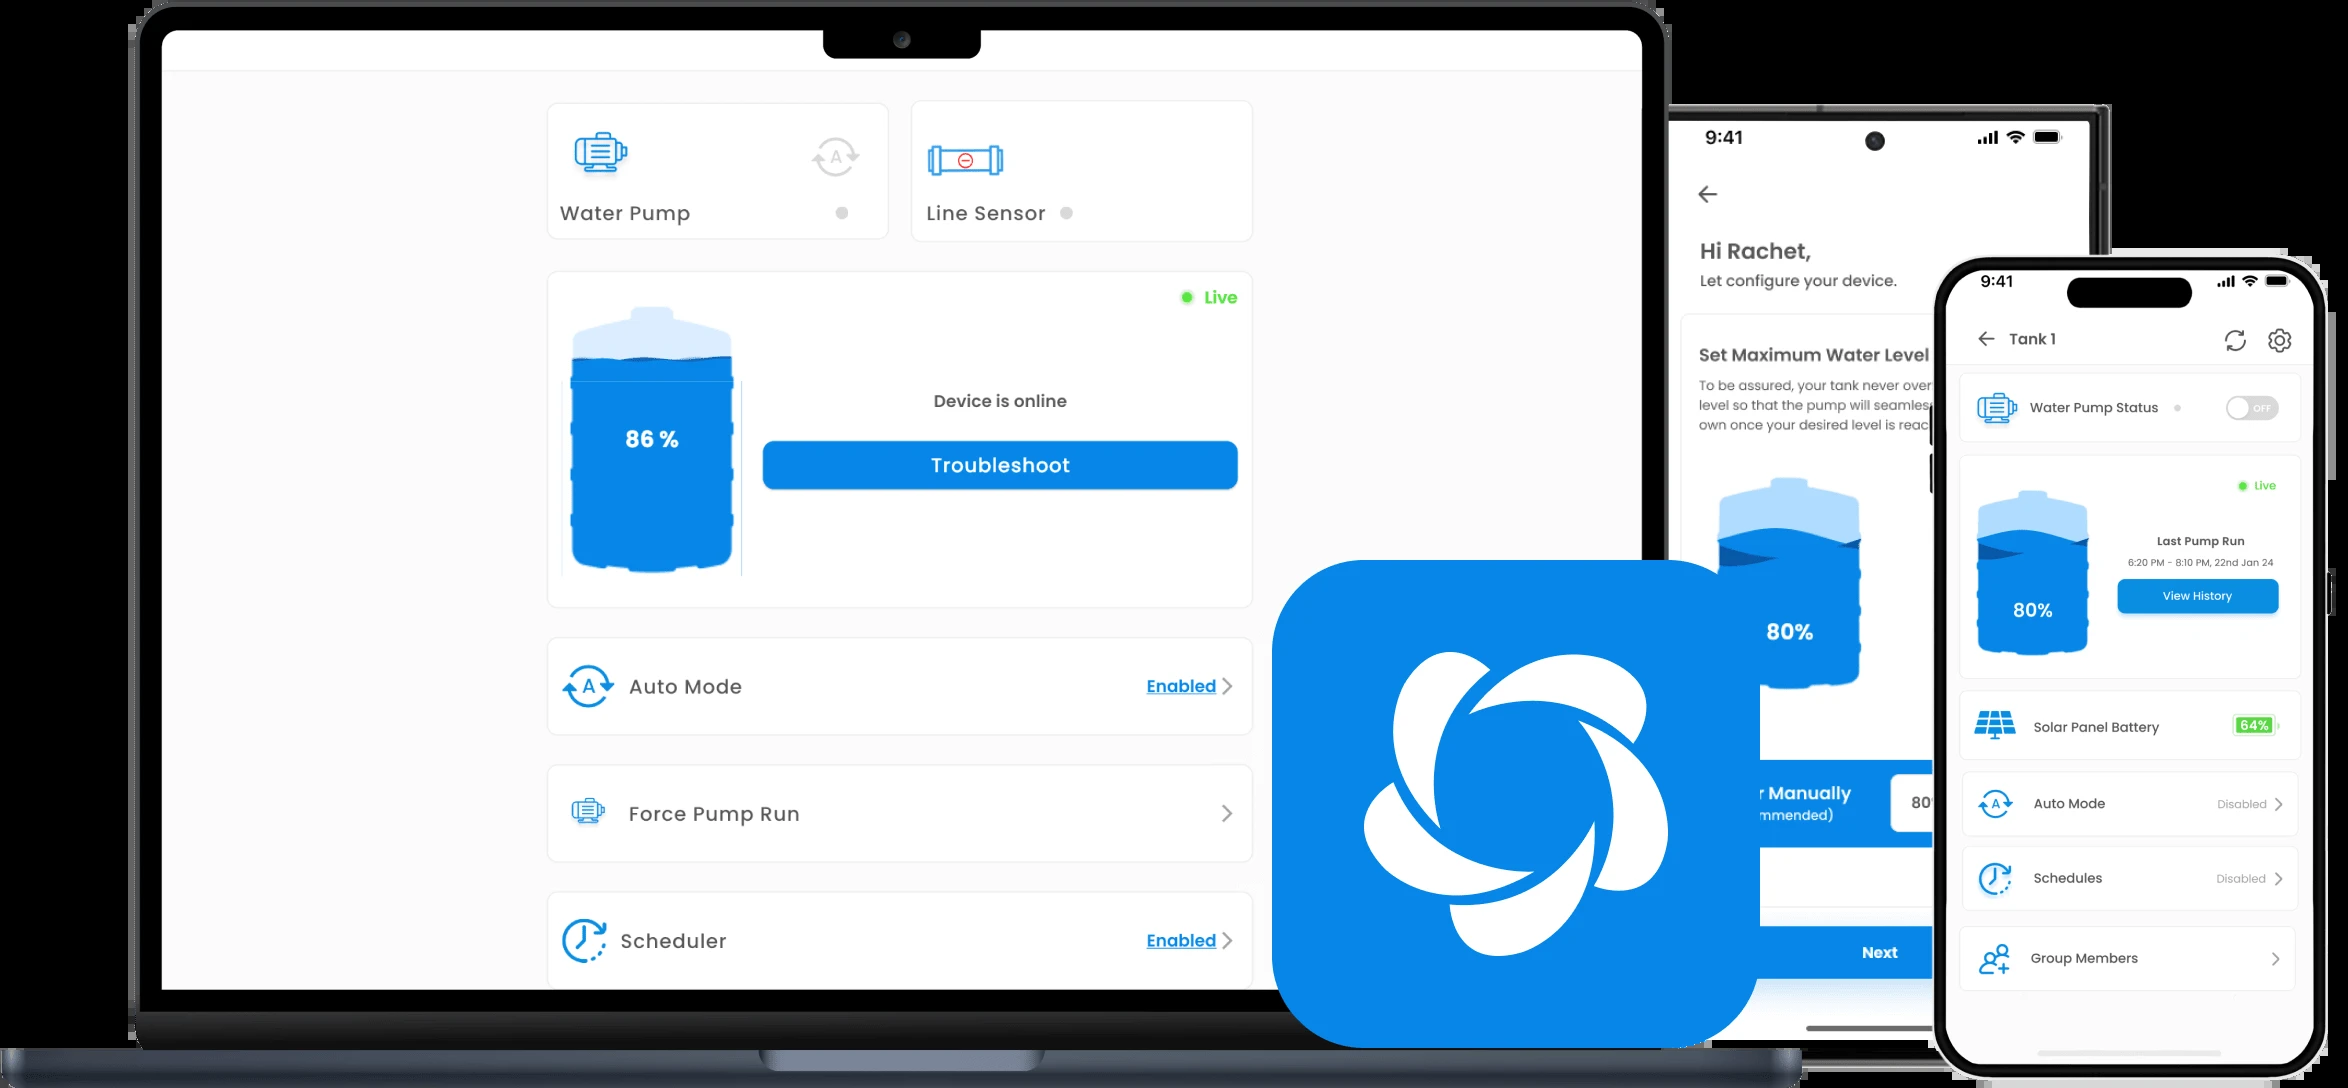 Water Pump
A
Line Sensor
Live
86 %
Device is online
Troubleshoot
A
Auto Mode
Enabled
Force Pump Run
Scheduler
Enabled
9:41
Hi Rachet,
Let configure your device.
Set Maximum Water Level
To be assured, your tank never over
level so that the pump will seamles
own once your desired level is reac
80%
r Manually
mmended)
80
Next
9:41
Tank 1
Water Pump Status
OFF
Live
Last Pump Run
6:20 PM - 8:10 PM, 22nd Jan 24
View History
80%
Solar Panel Battery
64%
A
Auto Mode
Disabled
Schedules
Disabled
Group Members